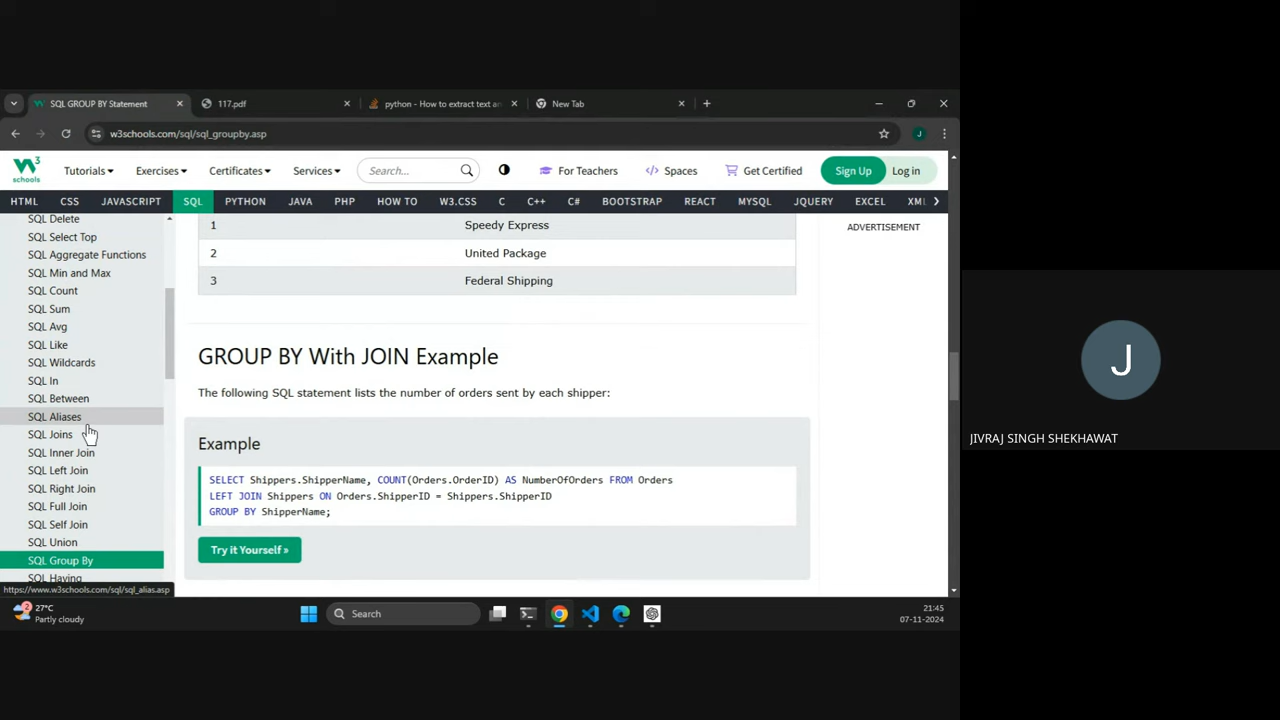 SQL GROUP BY Statement
117.pdf
python - How to extract text an
New Tab
w3schools.com/sql/sql_groupby.asp
J
W3
schools
Tutorials
Exercises
Certificates
Services
Search...
For Teachers
Spaces
Get Certified
Sign Up
Log in
HTML
CSS
JAVASCRIPT
SQL
PYTHON
JAVA
PHP
HOW TO
W3.CSS
C
C++
C#
BOOTSTRAP
REACT
MYSQL
JQUERY
EXCEL
XML
SQL Delete
SQL Select Top
SQL Aggregate Functions
SQL Min and Max
SQL Count
SQL Sum
SQL Avg
SQL Like
SQL Wildcards
SQL In
SQL Between
SQL Aliases
SQL Joins
SQL Inner Join
SQL Left Join
SQL Right Join
SQL Full Join
SQL Self Join
SQL Union
SQL Group By
SQL Having
https://www.w3schools.com/sql/sql_alias.asp
1 Speedy Express
2 United Package
3 Federal Shipping
GROUP BY With JOIN Example
The following SQL statement lists the number of orders sent by each shipper:
Example
SELECT Shippers.ShipperName, COUNT(Orders.OrderID) AS NumberOfOrders FROM Orders
LEFT JOIN Shippers ON Orders.ShipperID = Shippers.ShipperID
GROUP BY ShipperName;
Try it Yourself »
ADVERTISEMENT
2
27°C
Partly cloudy
Search
21:45
07-11-2024
J
JIVRAJ SINGH SHEKHAWAT